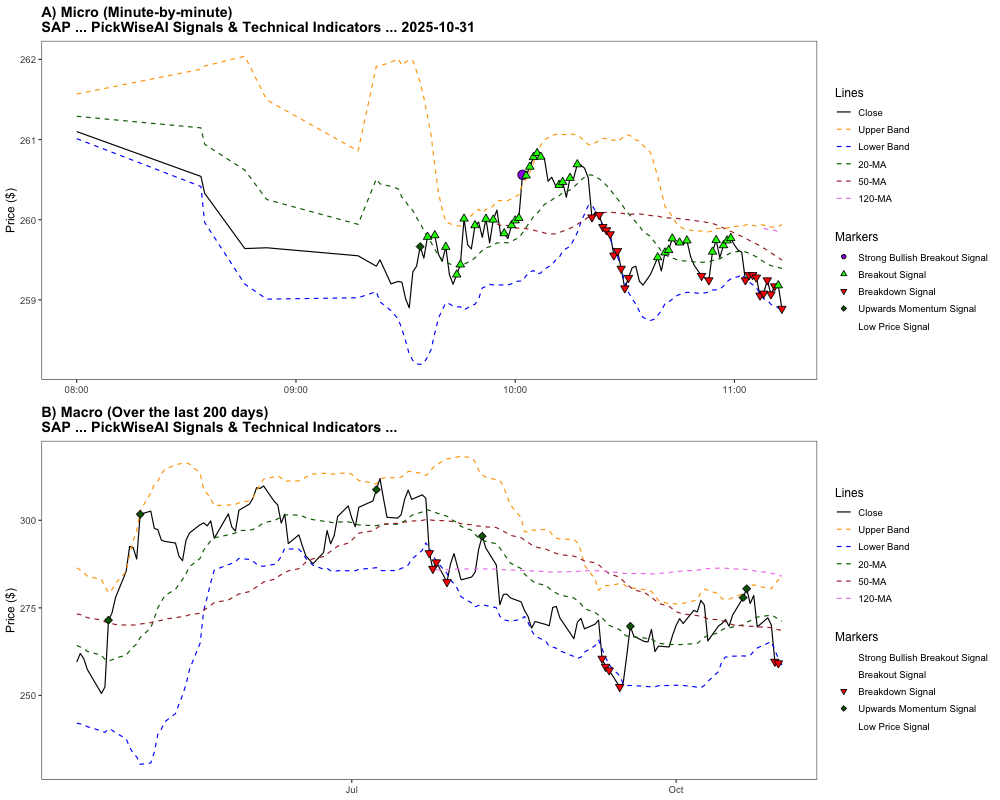 A) Micro (Minute-by-minute)
SAP ... PickWiseAI Signals & Technical Indicators ... 2025-10-31
262
261
260
259
Price ($)
08:00
09:00
10:00
11:00
Lines
Close
Upper Band
Lower Band
20-MA
50-MA
120-MA
Markers
Strong Bullish Breakout Signal
Breakout Signal
Breakdown Signal
Upwards Momentum Signal
Low Price Signal
B) Macro (Over the last 200 days)
SAP ... PickWiseAI Signals & Technical Indicators ...
300
275
250
Price ($)
Jul
Oct
Lines
Close
Upper Band
Lower Band
20-MA
50-MA
120-MA
Markers
Strong Bullish Breakout Signal
Breakout Signal
Breakdown Signal
Upwards Momentum Signal
Low Price Signal